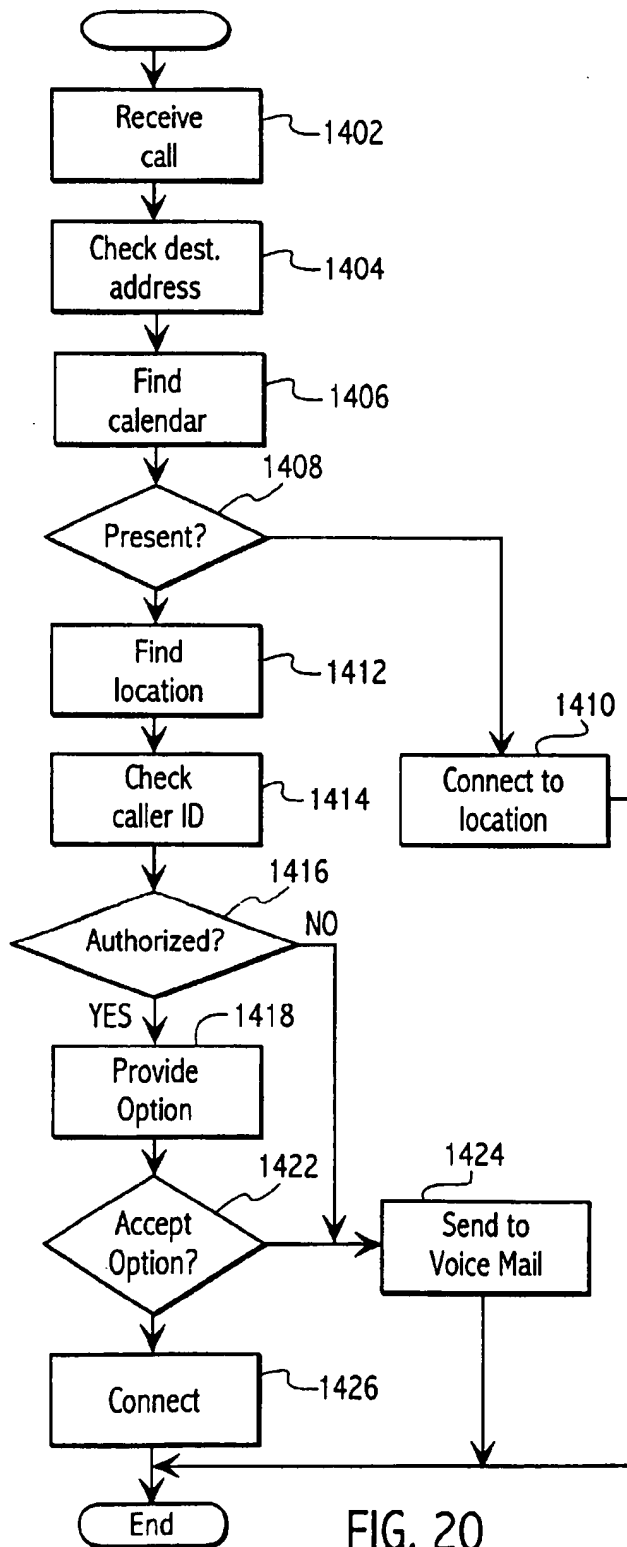 Receive
call
1402
Check dest.
address
1404
Find
calendar
1406
1408
Present?
Find
location
1412
1410
Connect to
location
Check
caller ID
1414
1416
Authorized?
NO
YES
1418
Provide
Option
1422
Accept
Option?
1424
Send to
Voice Mail
Connect
1426
End
FIG. 20